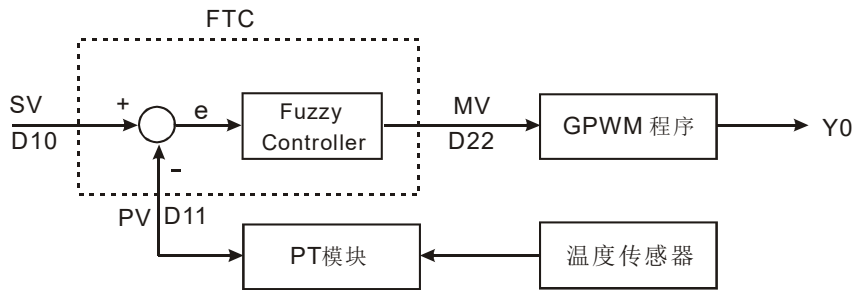 FTC
SV
D10
+
e
Fuzzy
Controller
MV
D22
GPWM 程序
Y0
-
PV D11
PT模块
温度传感器